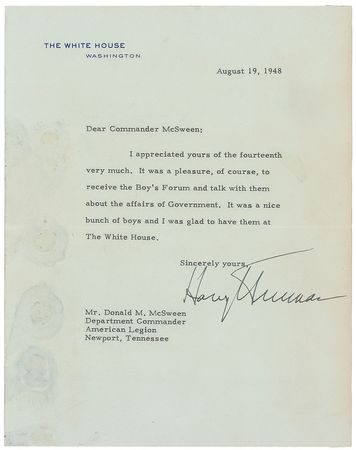 THE WHITE HOUSE
WASHINGTON
August 19, 1948
Dear Commander McSween:
I appreciated yours of the fourteenth
very much. It was a pleasure, of course, to
receive the Boy's Forum and talk with them
about the affairs of Government. It was a nice
bunch of boys and I was glad to have them at
The White House.
Sincerely yours,
Harry Truman
Mr. Donald M. McSween
Department Commander
American Legion
Newport, Tennessee